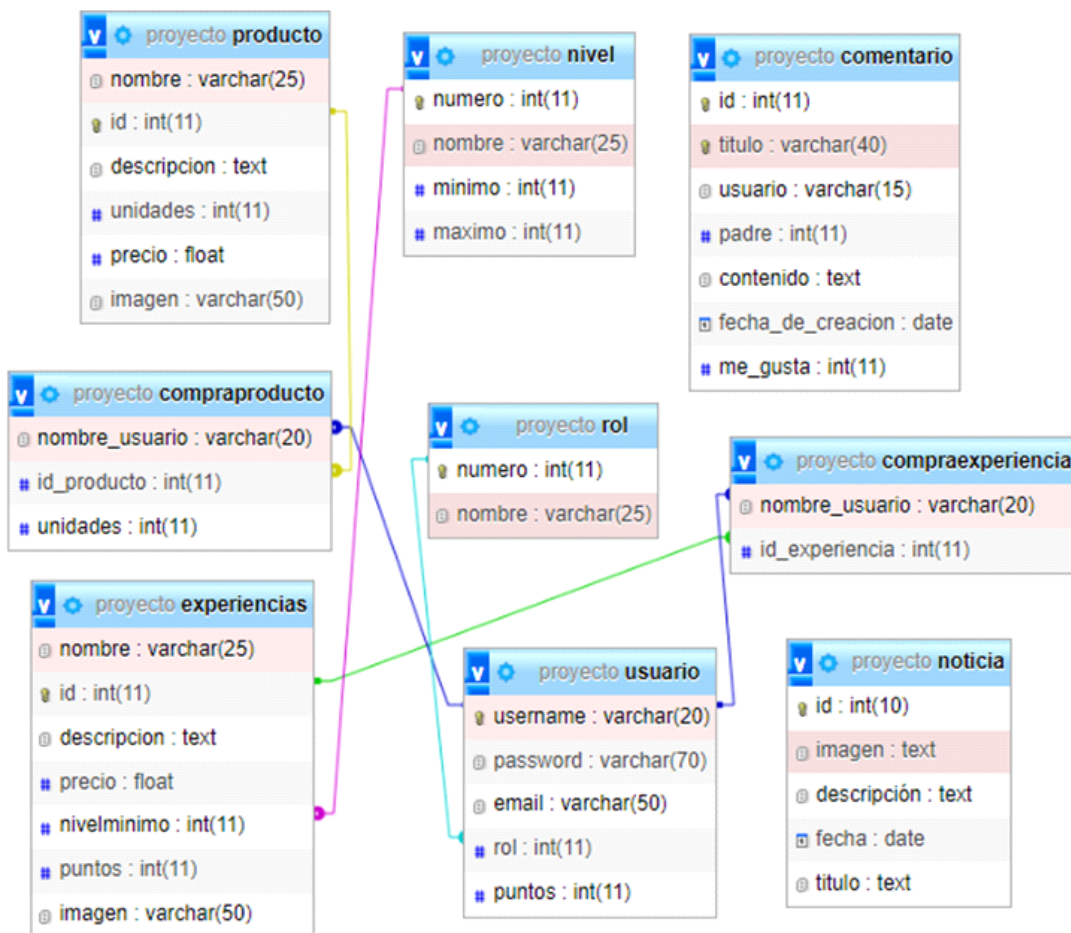 proyecto producto
nombre : varchar(25)
id : int(11)
descripcion : text
unidades : int(11)
precio : float
imagen : varchar(50)
proyecto nivel
numero : int(11)
nombre : varchar(25)
minimo : int(11)
maximo : int(11)
proyecto comentario
id : int(11)
titulo : varchar(40)
usuario : varchar(15)
padre : int(11)
contenido : text
fecha_de_creacion : date
me_gusta : int(11)
proyecto compraproducto
nombre_usuario : varchar(20)
id_producto : int(11)
unidades : int(11)
proyecto rol
numero : int(11)
nombre : varchar(25)
proyecto compraexperiencia
nombre_usuario : varchar(20)
id_experiencia : int(11)
proyecto experiencias
nombre : varchar(25)
id : int(11)
descripcion : text
precio : float
nivelminimo : int(11)
puntos : int(11)
imagen : varchar(50)
proyecto usuario
username : varchar(20)
password : varchar(70)
email : varchar(50)
rol : int(11)
puntos : int(11)
proyecto noticia
id : int(10)
imagen : text
descripción : text
fecha : date
titulo : text